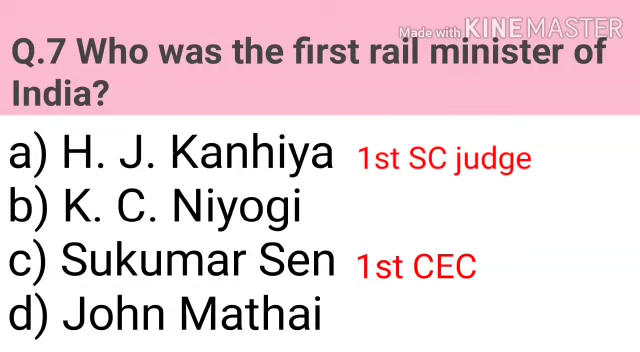 Made with KINEMASTER
Q.7 Who was the first rail minister of
India?
a) H. J. Kanhiya 1st SC judge
b) K. C. Niyogi
c) Sukumar Sen 1st CEC
d) John Mathai